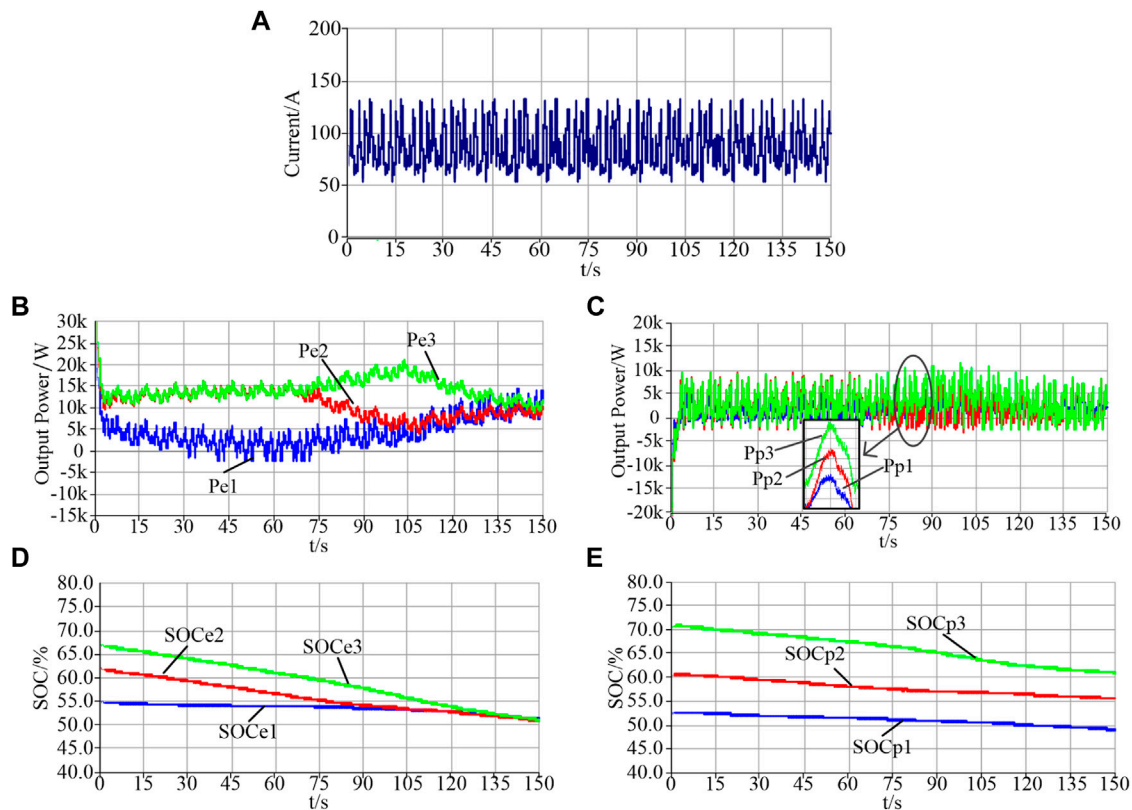 A
200
150
100
50
0
Current/A
0 15 30 45 60 75 90 105 120 135 150
t/s
B
30k
25k
20k
15k
10k
5k
0
-5k
-10k
-15k
Output Power/W
Pe2
Pe3
Pe1
0 15 30 45 60 75 90 105 120 135 150
t/s
C
20k
15k
10k
5k
0
-5k
-10k
-15k
-20k
Output Power/W
Pp3
Pp2
Pp1
0 15 30 45 60 75 90 105 120 135 150
t/s
D
80.0
75.0
70.0
65.0
60.0
55.0
50.0
45.0
40.0
SOC/%
SOCe2
SOCe3
SOCe1
0 15 30 45 60 75 90 105 120 135 150
t/s
E
80.0
75.0
70.0
65.0
60.0
55.0
50.0
45.0
40.0
SOC/%
SOCp3
SOCp2
SOCp1
0 15 30 45 60 75 90 105 120 135 150
t/s